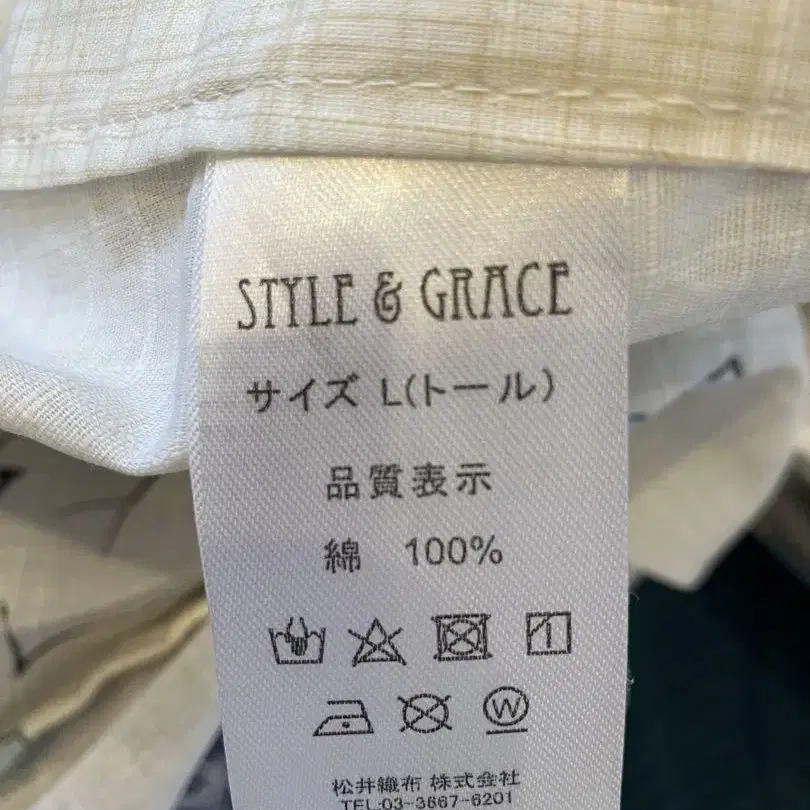 STYLE & GRACE
サイズ L(トール)
品質表示
綿 100%
W
松井織布 株式会社
TEL:03-3667-6201